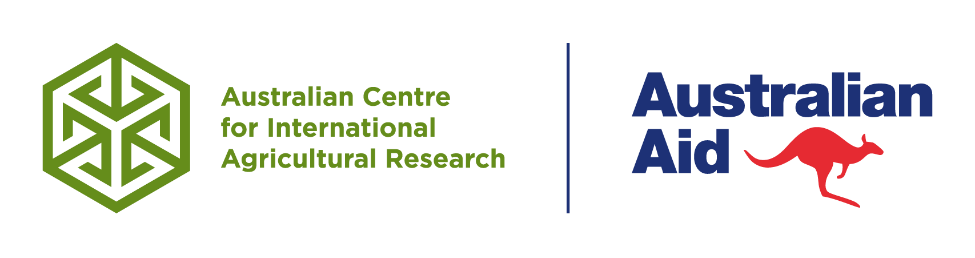 Australian Centre
for International
Agricultural Research
Australian
Aid